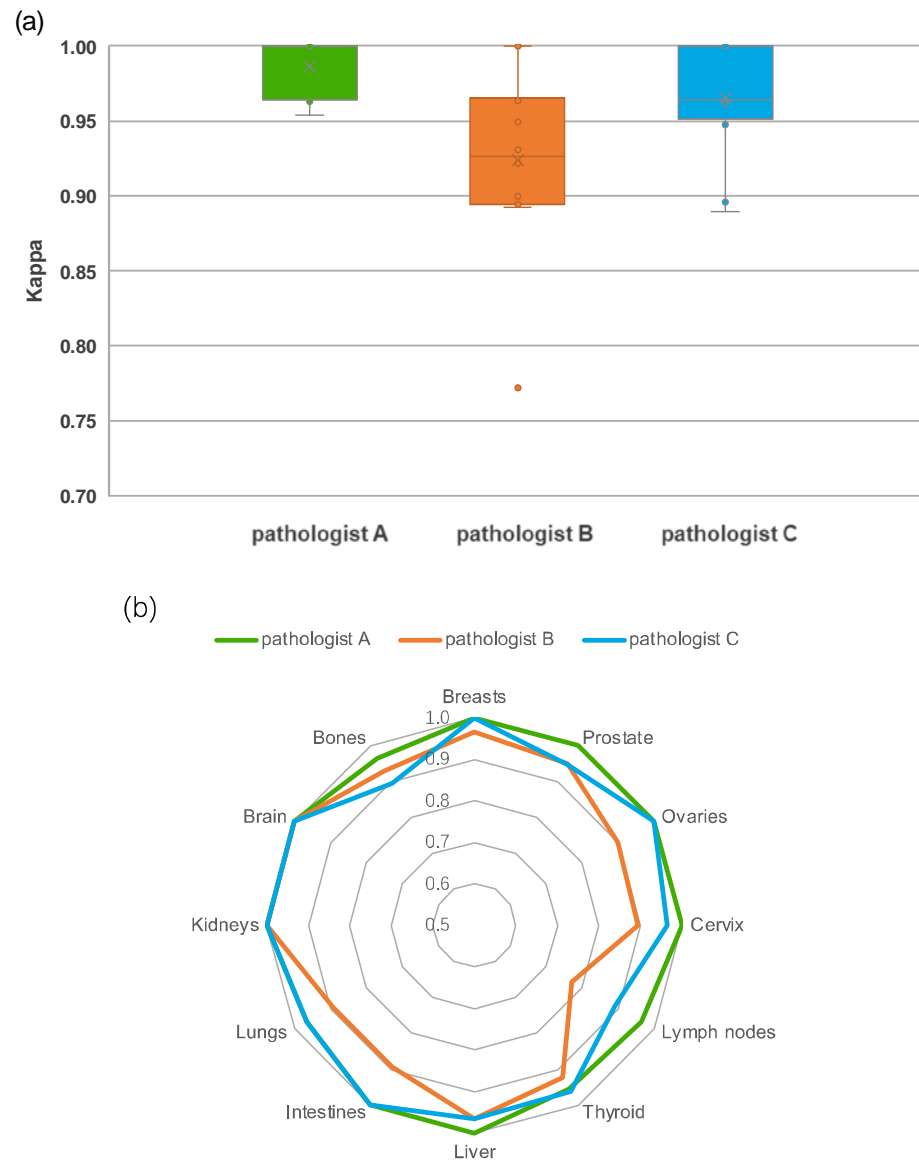 (a)
1.00
0.95
0.90
0.85
0.80
0.75
0.70
Kappa
pathologist A pathologist B pathologist C
(b)
pathologist A pathologist B pathologist C
Breasts
1.0
Bones
Prostate
0.9
Brain
0.8
Ovaries
0.7
0.6
Kidneys
0.5
Cervix
Lungs
Lymph nodes
Intestines
Thyroid
Liver